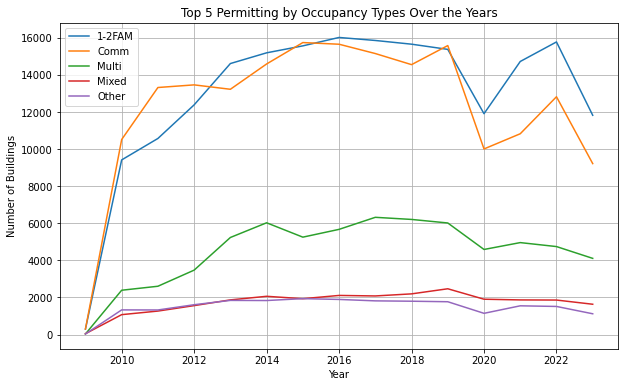 Top 5 Permitting by Occupancy Types Over the Years
1-2FAM
Comm
Multi
Mixed
Other
16000
14000
12000
10000
8000
6000
4000
2000
0
Number of Buildings
2010 2012 2014 2016 2018 2020 2022
Year